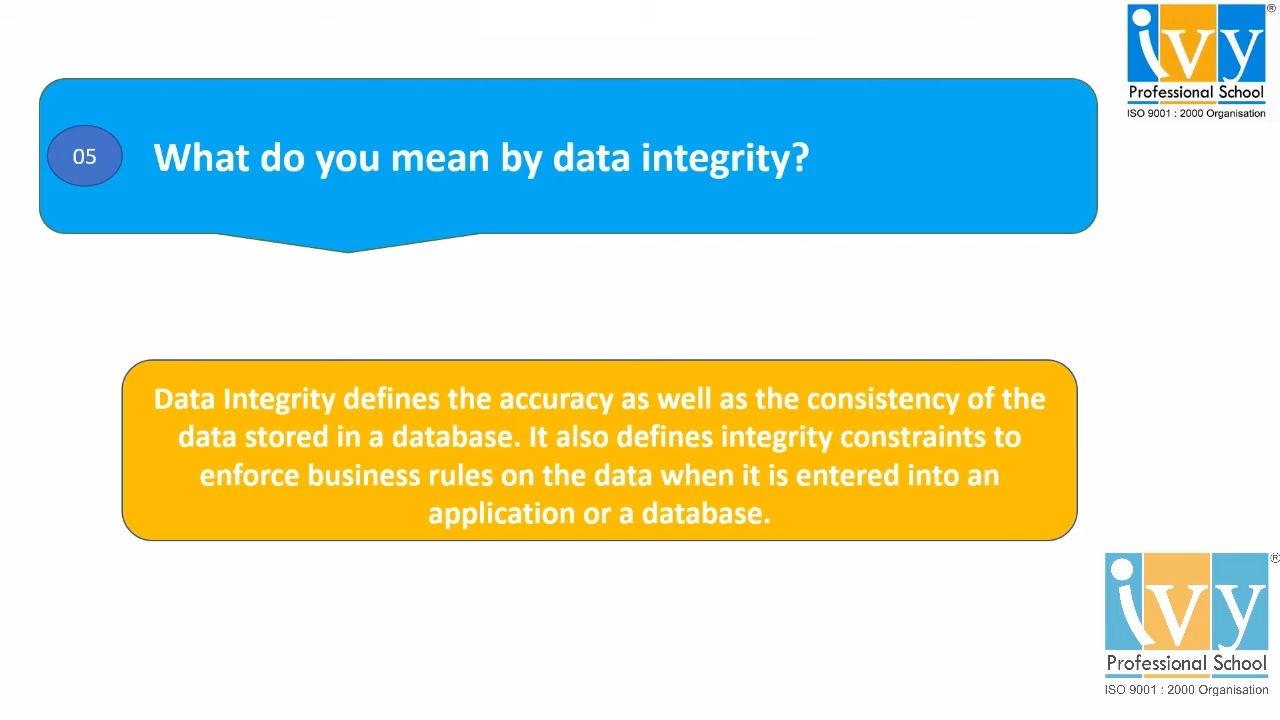 ivy®
Professional School
ISO 9001 : 2000 Organisation
05
What do you mean by data integrity?
Data Integrity defines the accuracy as well as the consistency of the
data stored in a database. It also defines integrity constraints to
enforce business rules on the data when it is entered into an
application or a database.
ivy®
Professional School
ISO 9001 : 2000 Organisation